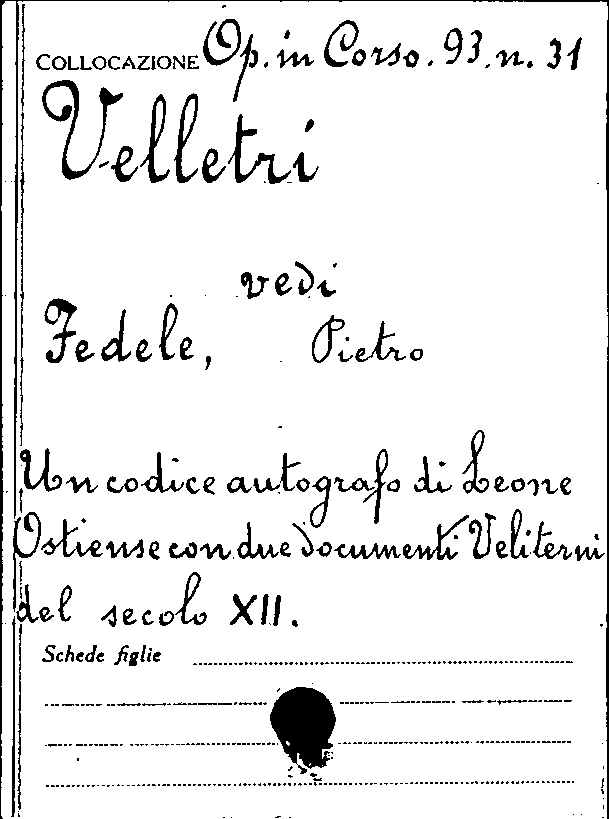 COLLOCAZIONE Op. in Corso. 93. n. 31
Velletri
vedi
Fedele, Pietro
Un codice autografo di Leone
Ostiense con due documenti Veliterni
del secolo XII.
Schede figlie